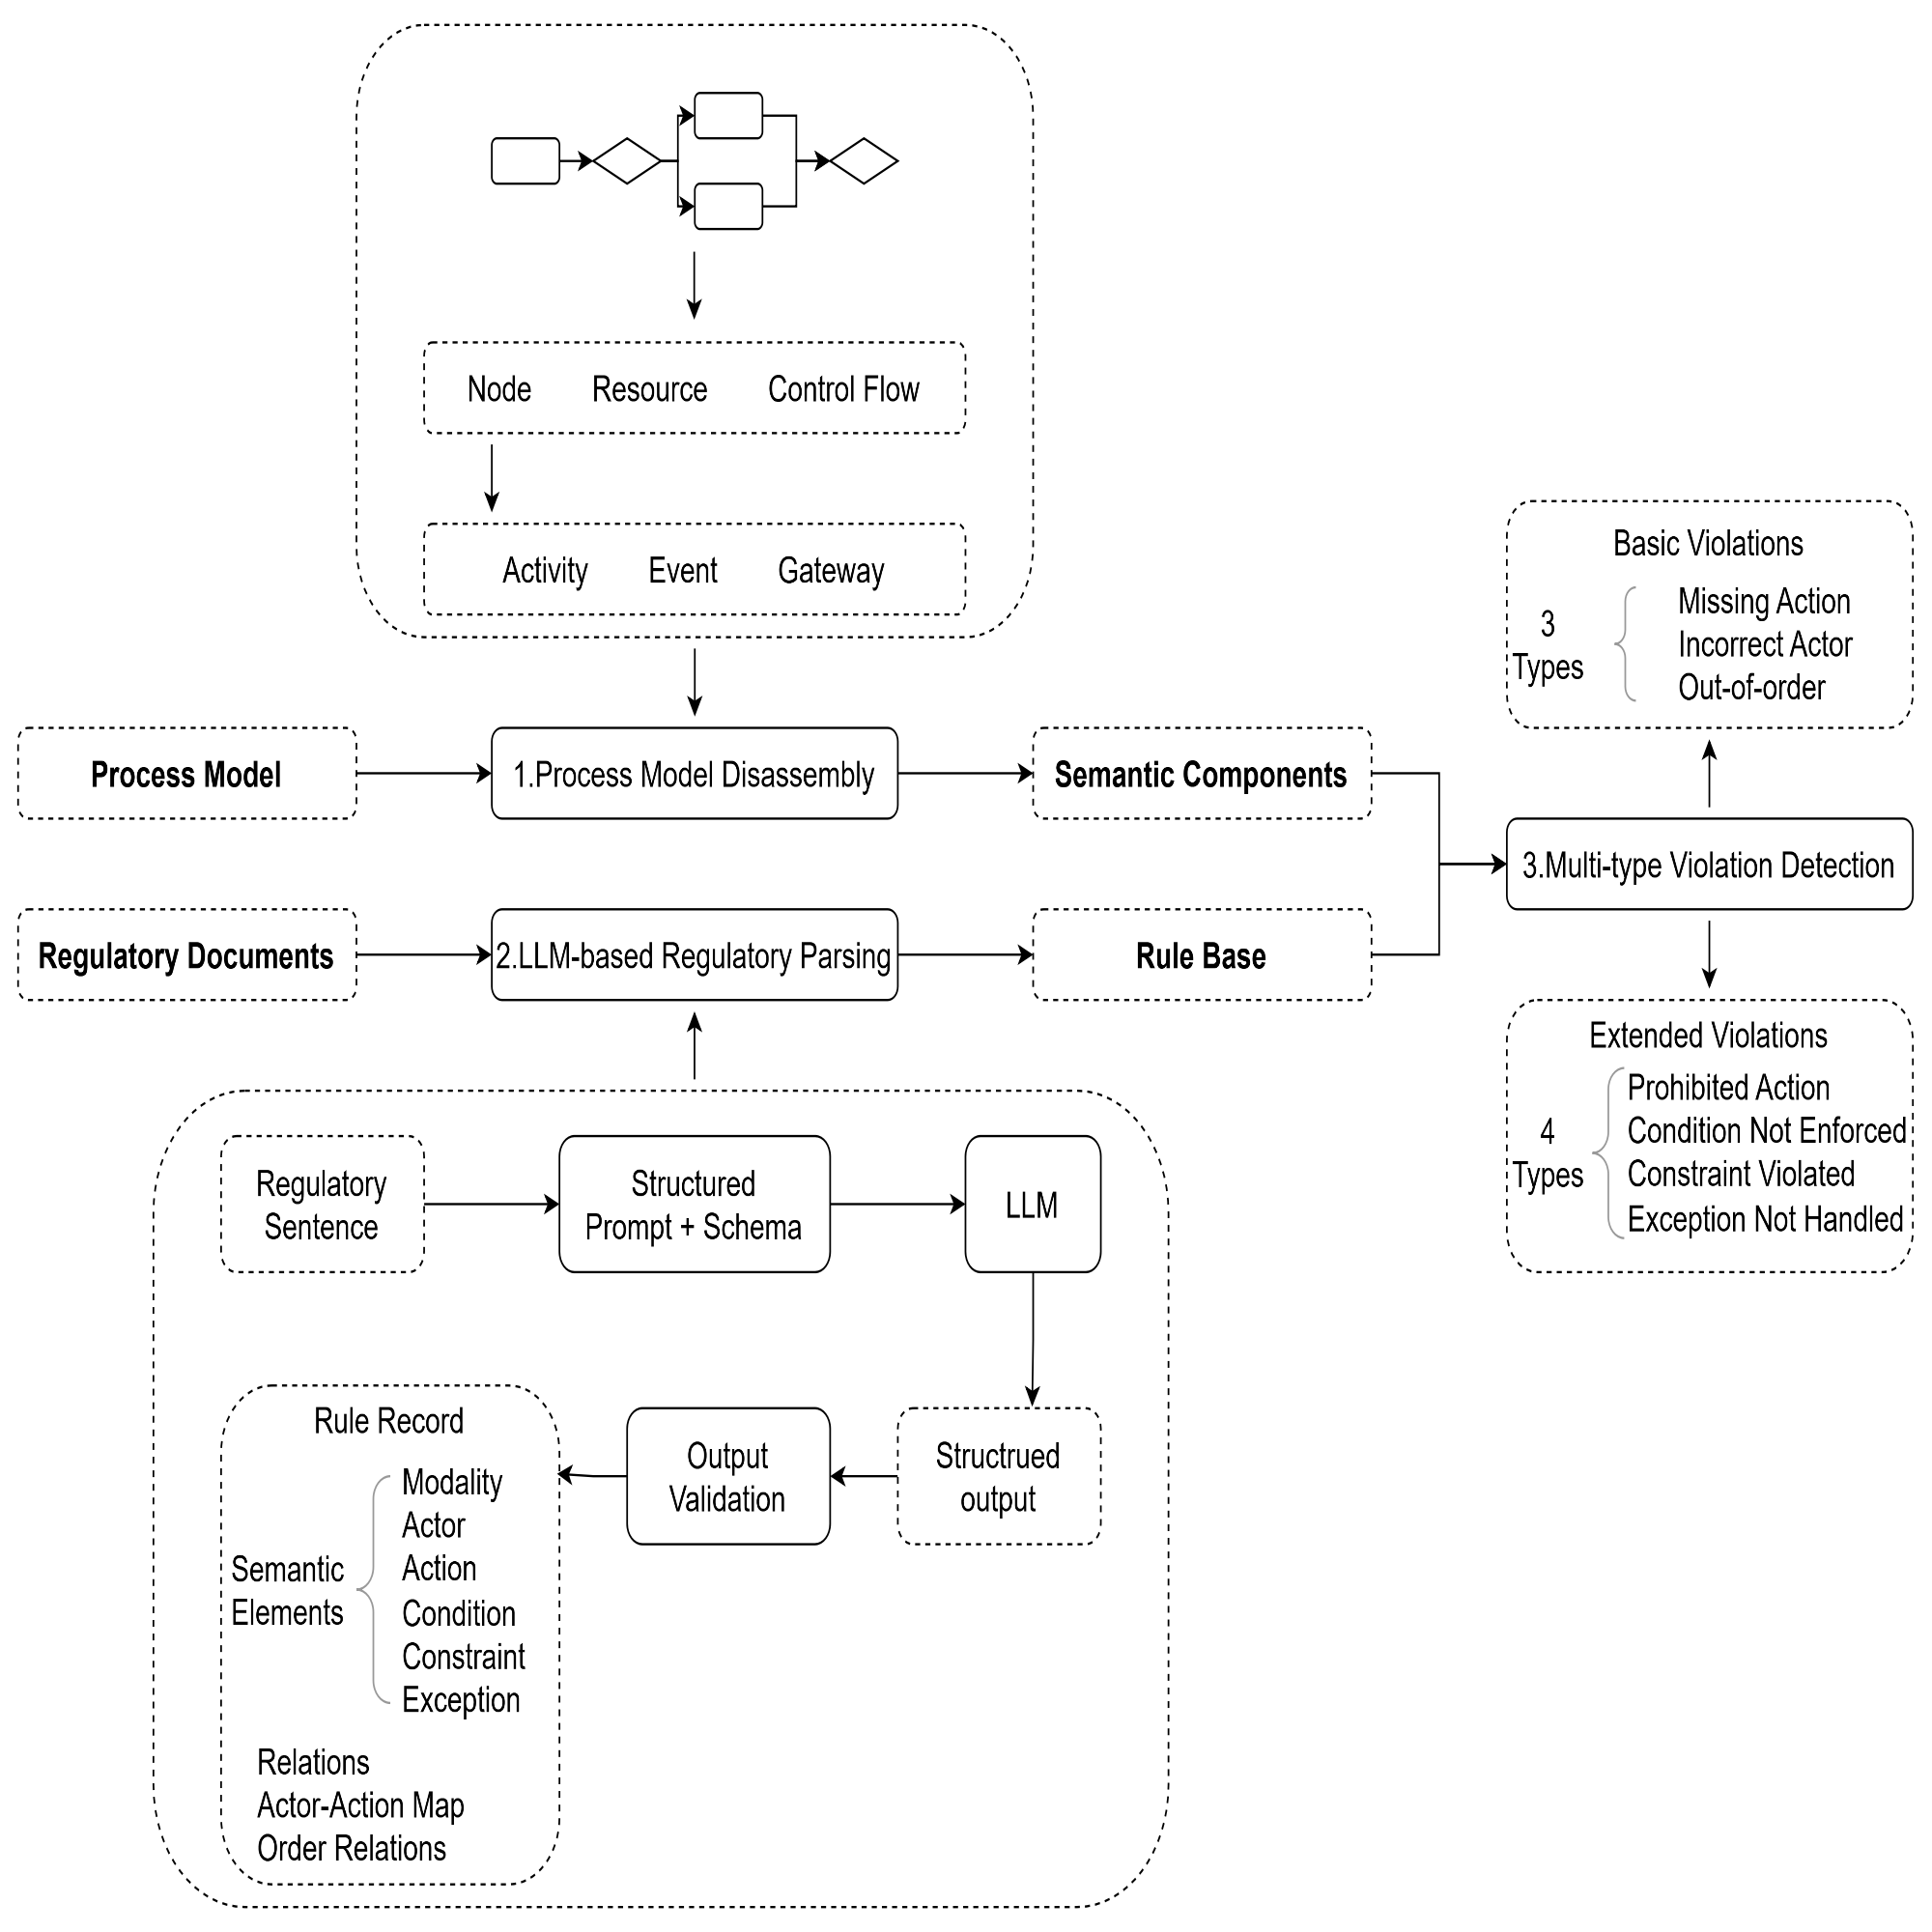 Node Resource Control Flow
Activity Event Gateway
Process Model
1.Process Model Disassembly
Semantic Components
Regulatory Documents
2.LLM-based Regulatory Parsing
Rule Base
3.Multi-type Violation Detection
Basic Violations
3
Types
Missing Action
Incorrect Actor
Out-of-order
Extended Violations
4
Types
Prohibited Action
Condition Not Enforced
Constraint Violated
Exception Not Handled
Regulatory
Sentence
Structured
Prompt + Schema
LLM
Structrued
output
Output
Validation
Rule Record
Semantic
Elements
Modality
Actor
Action
Condition
Constraint
Exception
Relations
Actor-Action Map
Order Relations